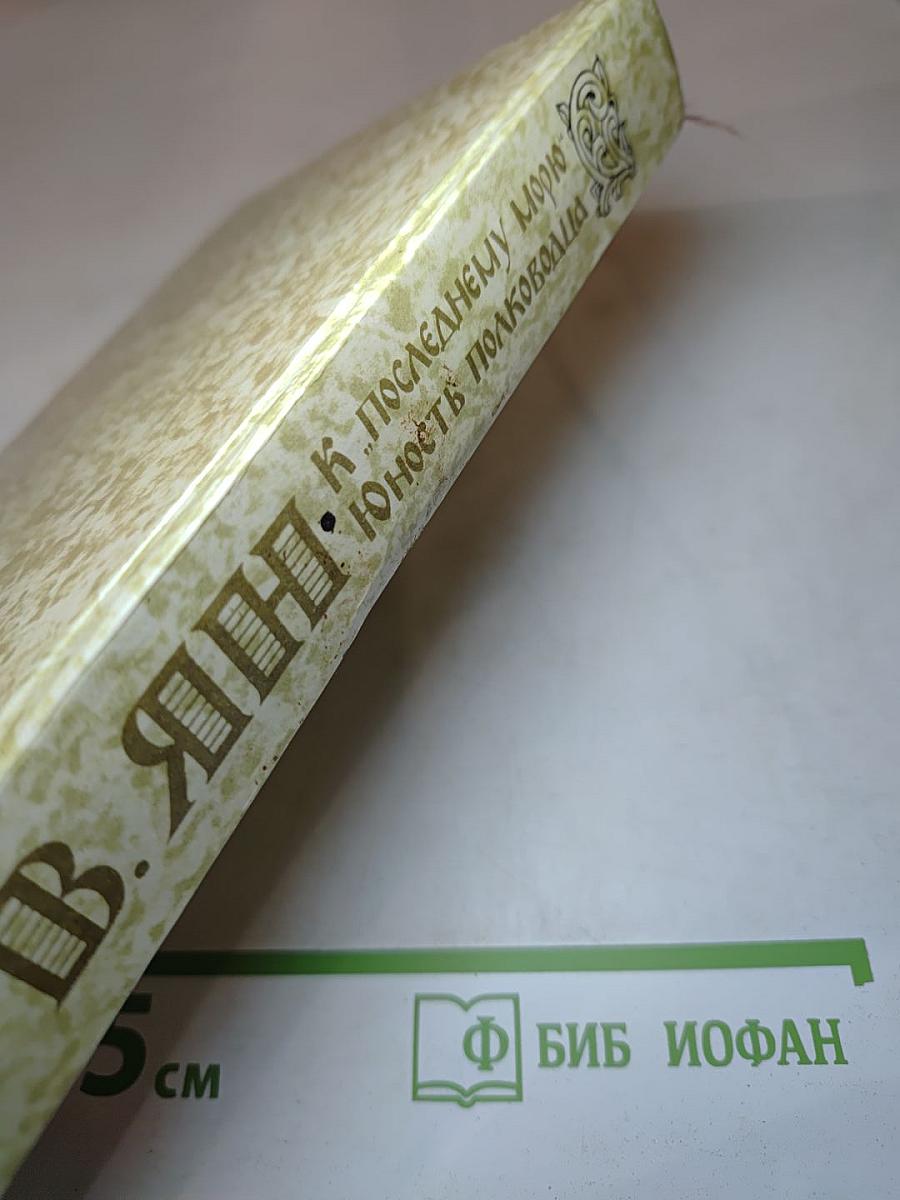 В. ЯН
К „Последнему морю“
Юность полководца
5 см
Ф БИБ ИОФАН